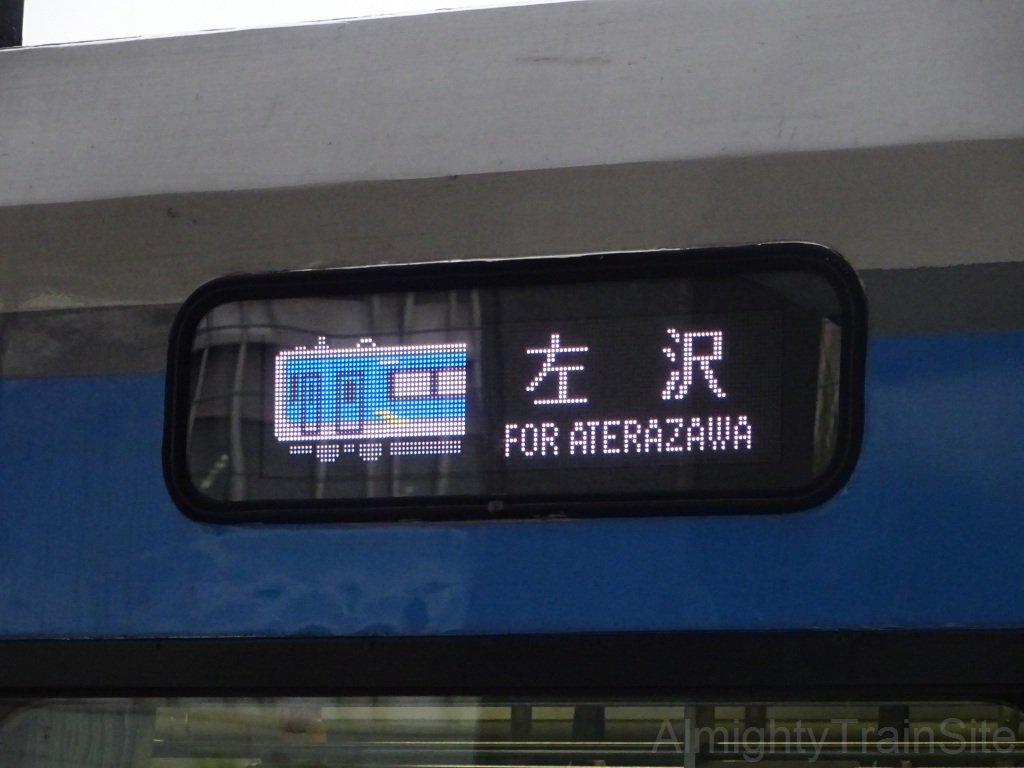 左沢
FOR ATERAZAWA
AlmightyTrainSite